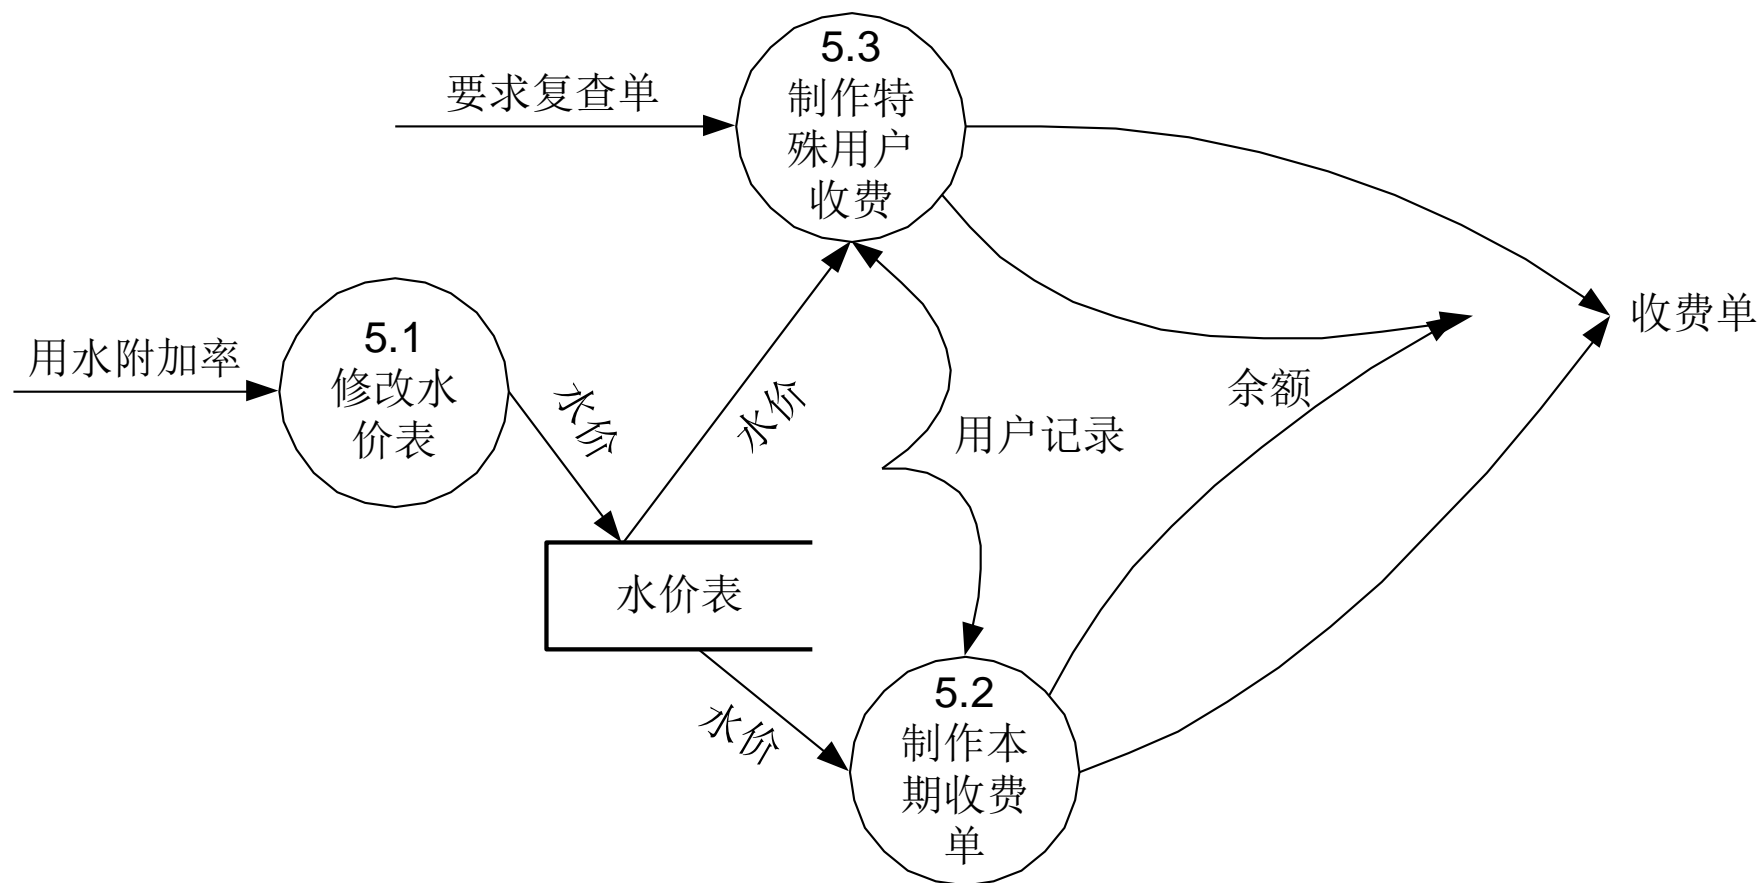 5.3
制作特
殊用户
收费
要求复查单
收费单
5.1
修改水
价表
用水附加率
水价
水价
余额
用户记录
水价表
水价
5.2
制作本
期收费
单